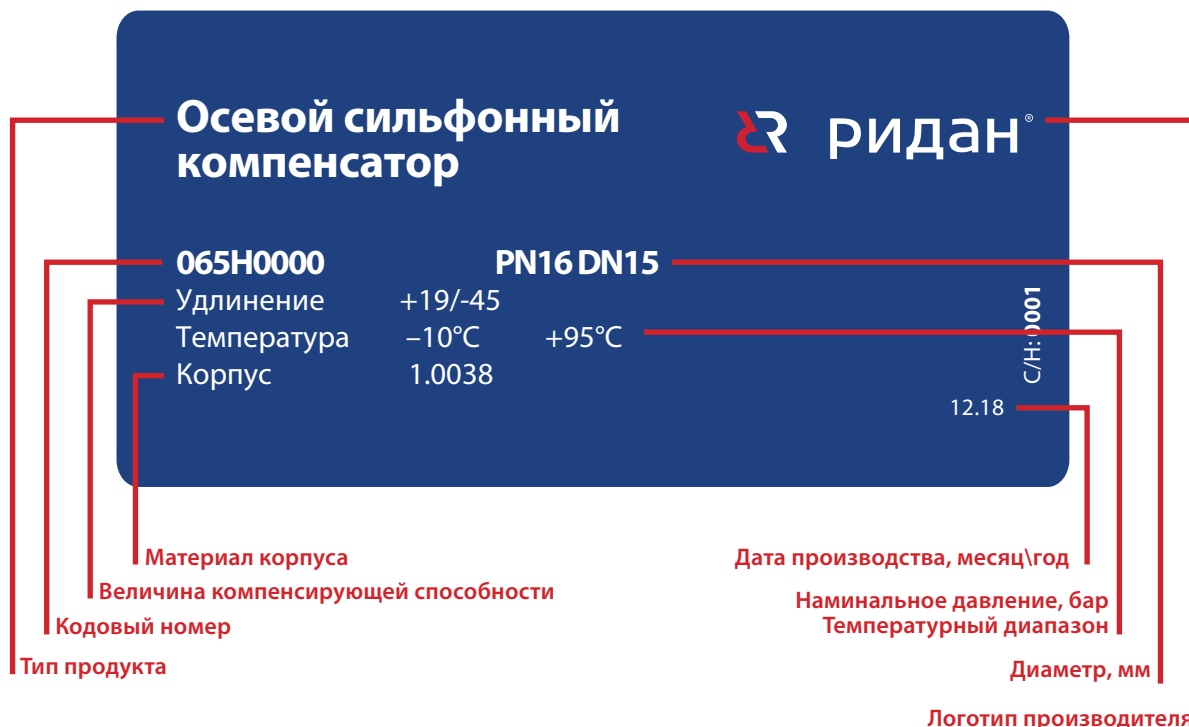 Осевой сильфонный
компенсатор
ридан®
065H0000 PN16 DN15
Удлинение +19/-45
Температура –10°C +95°C
Корпус 1.0038
С/Н: 0001
12.18
Материал корпуса
Дата производства, месяц\год
Величина компенсирующей способности
Наминальное давление, бар
Температурный диапазон
Кодовый номер
Тип продукта
Диаметр, мм
Логотип производителя